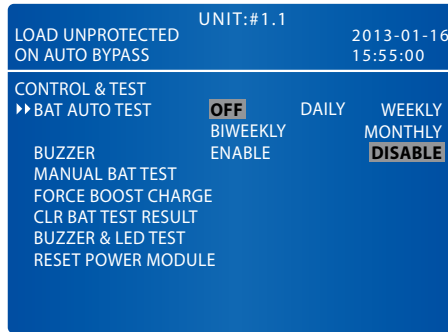 UNIT:#1.1
LOAD UNPROTECTED 2013-01-16
ON AUTO BYPASS 15:55:00
CONTROL & TEST
BAT AUTO TEST OFF DAILY WEEKLY
BIWEEKLY MONTHLY
BUZZER ENABLE DISABLE
MANUAL BAT TEST
FORCE BOOST CHARGE
CLR BAT TEST RESULT
BUZZER & LED TEST
RESET POWER MODULE